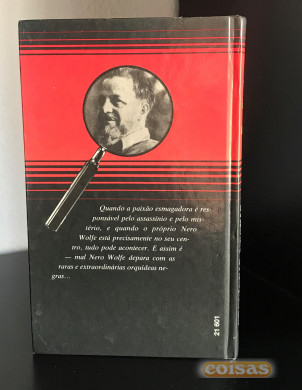 Quando a paixão esmagadora é res-
ponsável pelo assassínio e pelo mis-
tério, e quando o próprio Nero
Wolfe está precisamente no seu cen-
tro, tudo pode acontecer. E assim é
— mal Nero Wolfe depara com as
raras e extraordinárias orquídeas ne-
gras...
21 601
coisas